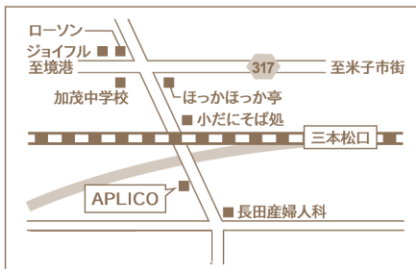 ローソン
ジョイフル
至境港
317
至米子市街
加茂中学校
ほっかほっか亭
小だにそば処
三本松口
APLICO
長田産婦人科